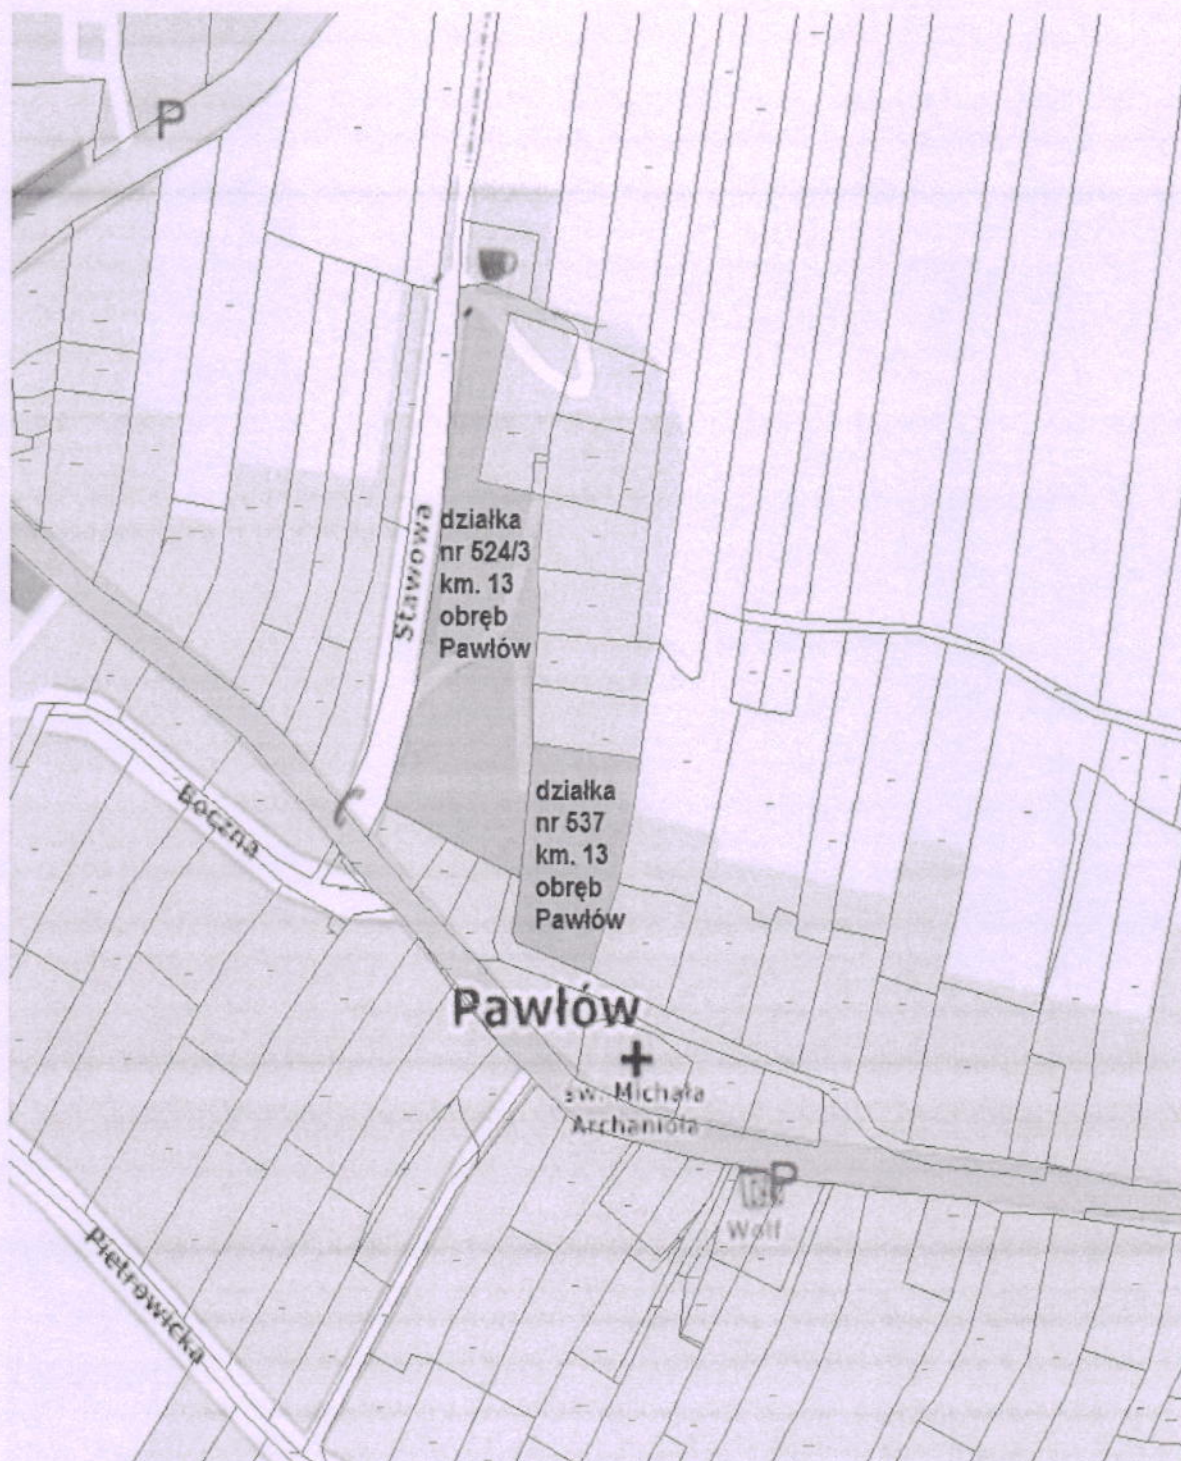 P
Stawowa
działka
nr 524/3
km. 13
obręb
Pawłów
działka
nr 537
km. 13
obręb
Pawłów
Boczna
Pawłów
św. Michała
Archanioła
P
Wolf
Pietrowicka